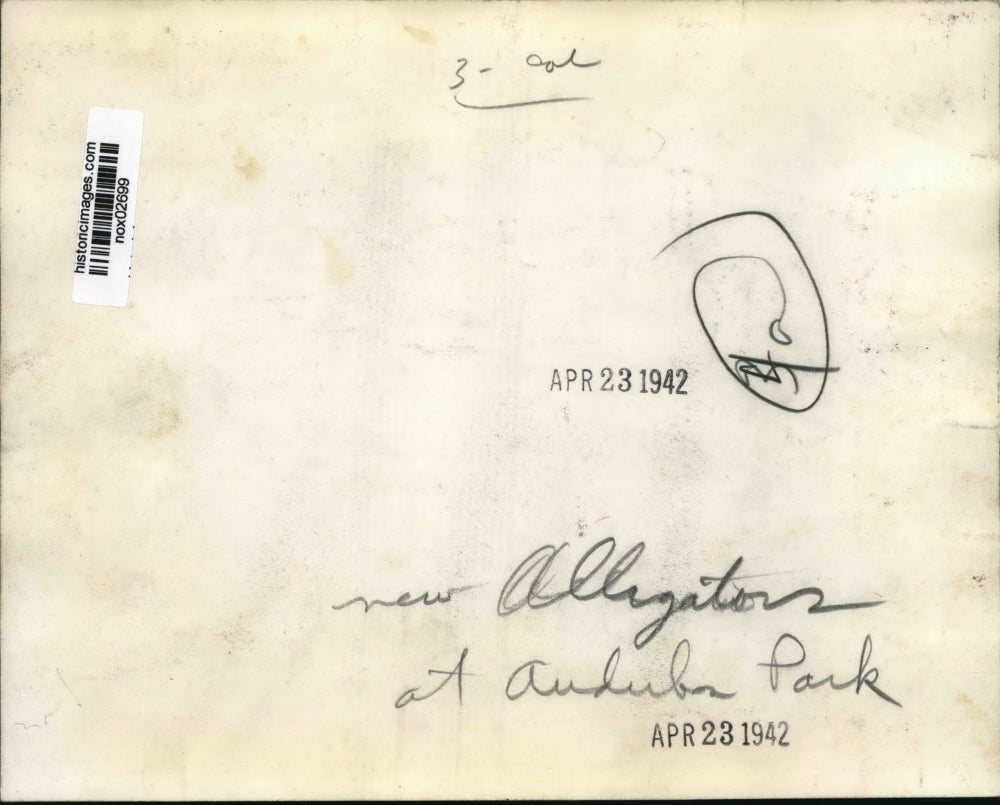 3- col
historicimages.com
nox02699
APR 23 1942
new Alligators
at Audubon Park
APR 23 1942